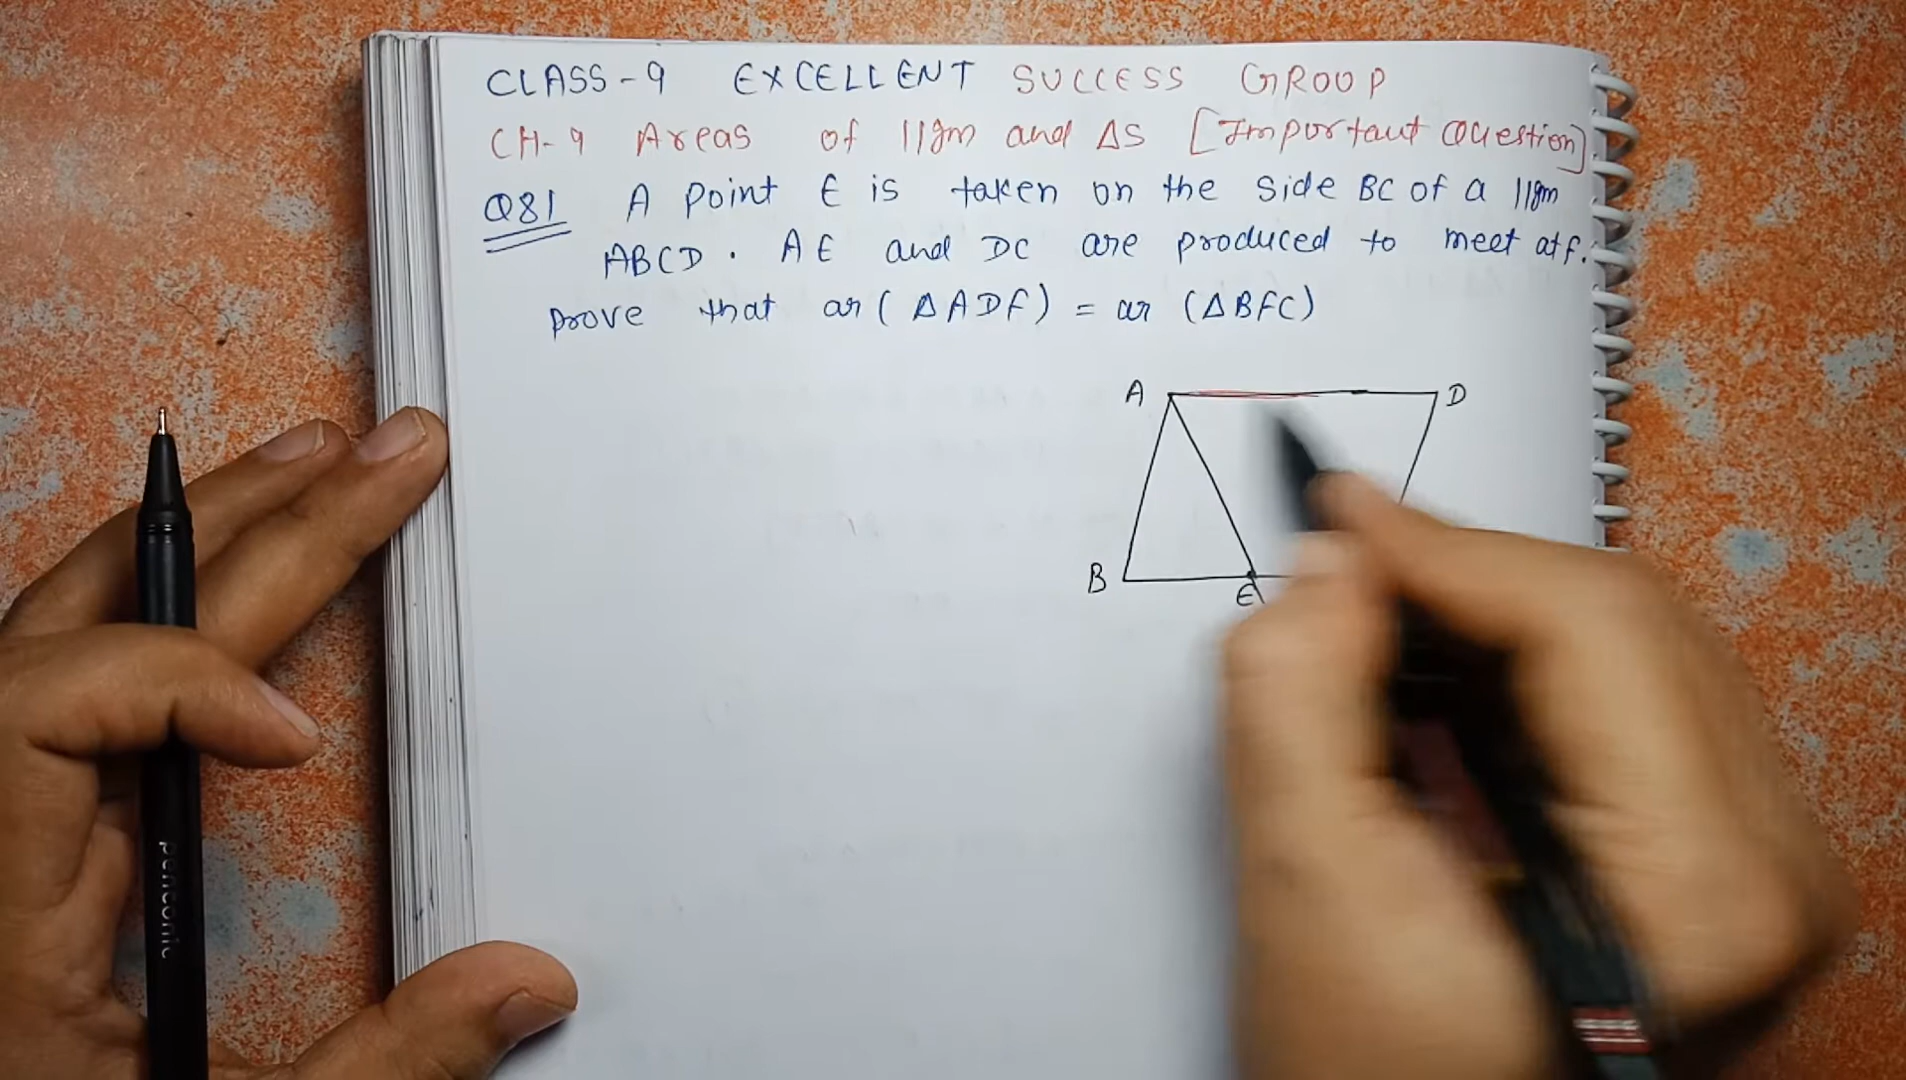 CLASS-9 EXCELLENT SUCCESS GROOP
CH-9 Areas of ||gm and ΔS [Important Question]
Q81 A Point E is taken on the side BC of a ||gm
ABCD. AE and DC are produced to meet at f.
prove that ar (ΔADF) = ar (ΔBFC)
A D
B E
pentonic